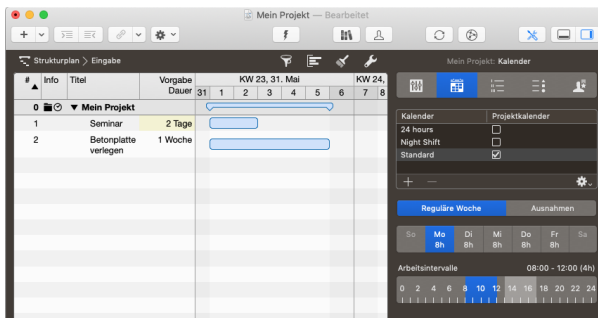 Mein Projekt — Bearbeitet
Strukturplan > Eingabe
Mein Projekt: Kalender
# Info Titel Vorgabe Dauer KW 23, 31. Mai KW 24,
31 1 2 3 4 5 6 7 8
0 ▼ Mein Projekt
1 Seminar 2 Tage
2 Betonplatte verlegen 1 Woche
Kalender Projektkalender
24 hours
Night Shift
Standard
Reguläre Woche Ausnahmen
So Mo Di Mi Do Fr Sa
8h 8h 8h 8h 8h
Arbeitsintervalle 08:00 - 12:00 (4h)
0 2 4 6 8 10 12 14 16 18 20 22 24